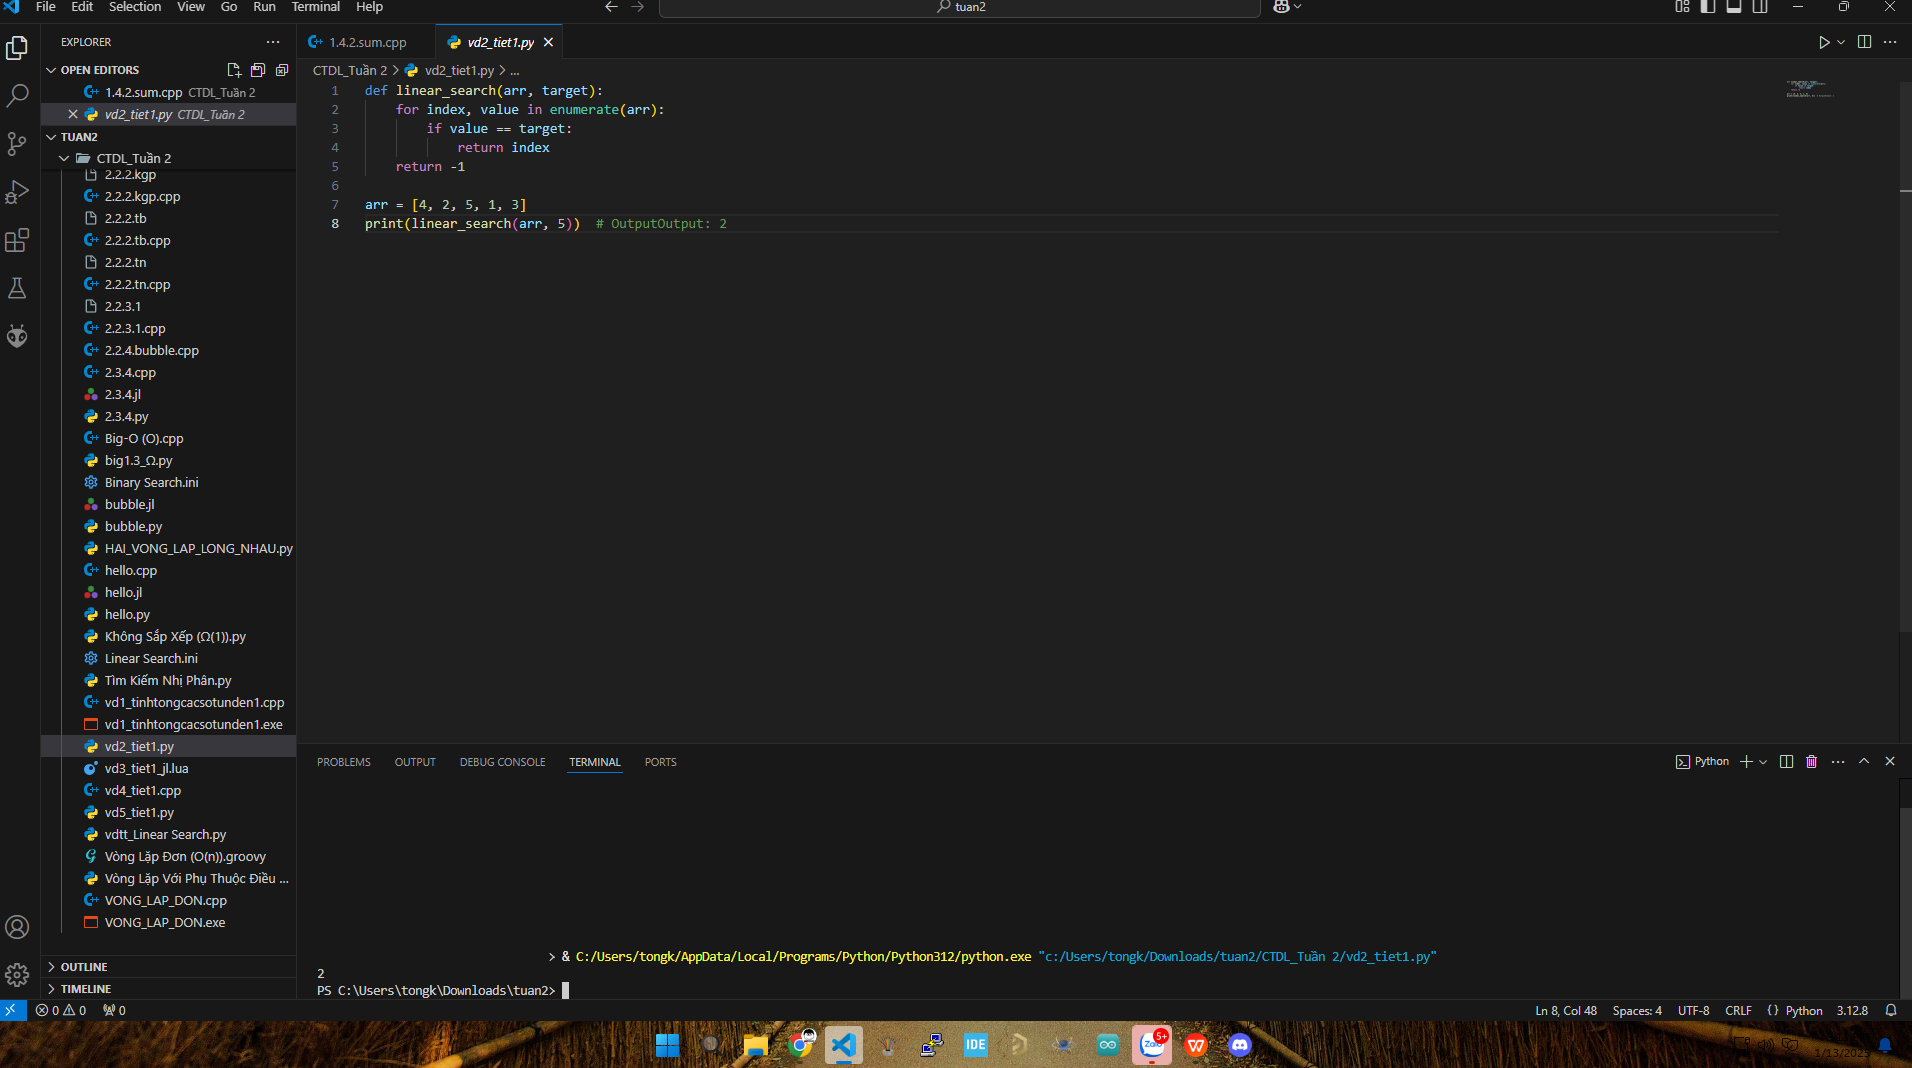 File Edit Selection View Go Run Terminal Help
tuan2
EXPLORER
OPEN EDITORS
1.4.2.sum.cpp CTDL_Tuần 2
vd2_tiet1.py CTDL_Tuần 2
TUAN2
CTDL_Tuần 2
2.2.2.kgp
2.2.2.kgp.cpp
2.2.2.tb
2.2.2.tb.cpp
2.2.2.tn
2.2.2.tn.cpp
2.2.3.1
2.2.3.1.cpp
2.2.4.bubble.cpp
2.3.4.cpp
2.3.4.jl
2.3.4.py
Big-O (O).cpp
big1.3_Ω.py
Binary Search.ini
bubble.jl
bubble.py
HAI_VONG_LAP_LONG_NHAU.py
hello.cpp
hello.jl
hello.py
Không Sắp Xếp (Ω(1)).py
Linear Search.ini
Tìm Kiếm Nhị Phân.py
vd1_tinhtongcacsotunden1.cpp
vd1_tinhtongcacsotunden1.exe
vd2_tiet1.py
vd3_tiet1_jl.lua
vd4_tiet1.cpp
vd5_tiet1.py
vdtt_Linear Search.py
Vòng Lặp Đơn (O(n)).groovy
Vòng Lặp Với Phụ Thuộc Điều ...
VONG_LAP_DON.cpp
VONG_LAP_DON.exe
OUTLINE
TIMELINE
1.4.2.sum.cpp
vd2_tiet1.py
CTDL_Tuần 2 > vd2_tiet1.py > ...
1 def linear_search(arr, target):
2 for index, value in enumerate(arr):
3 if value == target:
4 return index
5 return -1
6
7 arr = [4, 2, 5, 1, 3]
8 print(linear_search(arr, 5)) # OutputOutput: 2
PROBLEMS OUTPUT DEBUG CONSOLE TERMINAL PORTS
Python
> & C:/Users/tongk/AppData/Local/Programs/Python/Python312/python.exe "c:/Users/tongk/Downloads/tuan2/CTDL_Tuần 2/vd2_tiet1.py"
2
PS C:\Users\tongk\Downloads\tuan2>
0 0 0
Ln 8, Col 48 Spaces: 4 UTF-8 CRLF {} Python 3.12.8
IDE
Zalo
5+
W